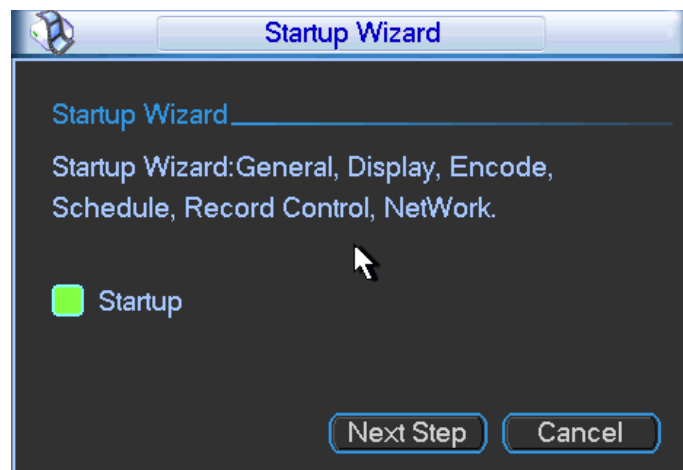 Startup Wizard
Startup Wizard
Startup Wizard:General, Display, Encode,
Schedule, Record Control, NetWork.
Startup
Next Step Cancel